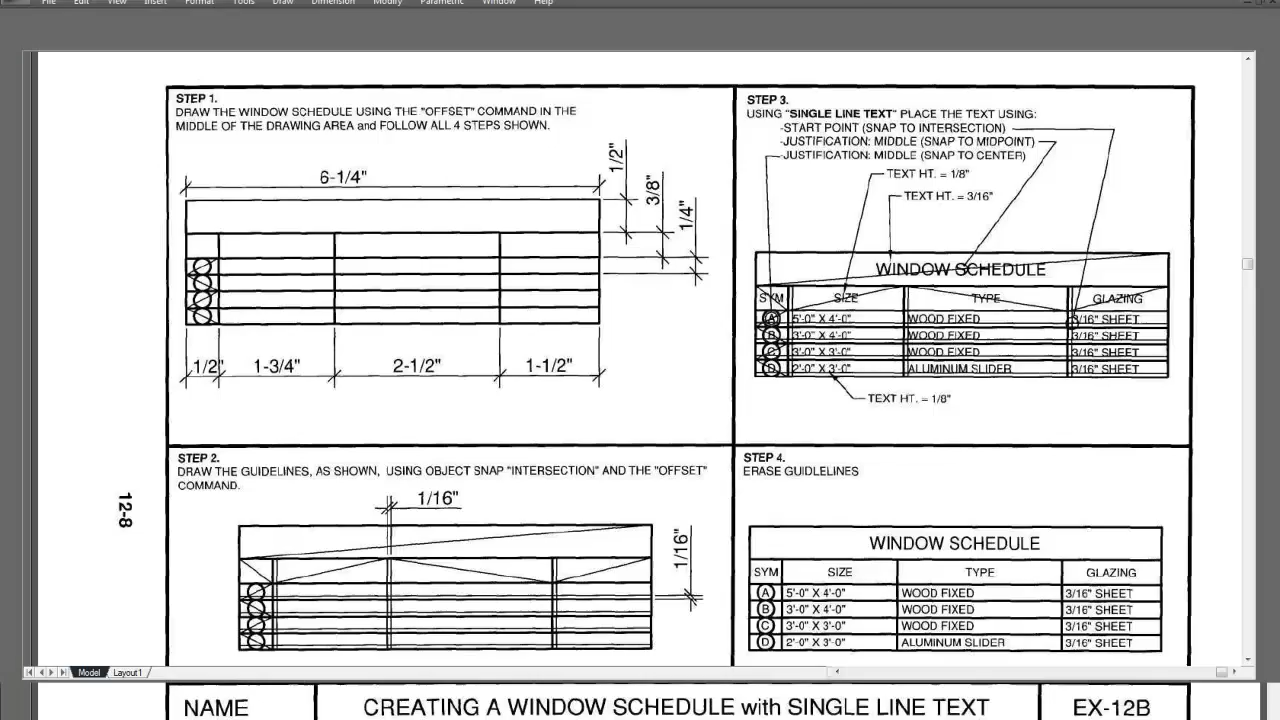 File Edit View Insert Format Tools Draw Dimension Modify Parametric Window Help
STEP 1.
DRAW THE WINDOW SCHEDULE USING THE "OFFSET" COMMAND IN THE
MIDDLE OF THE DRAWING AREA and FOLLOW ALL 4 STEPS SHOWN.
6-1/4"
1/2"
3/8"
1/4"
1/2" 1-3/4" 2-1/2" 1-1/2"
STEP 3.
USING "SINGLE LINE TEXT" PLACE THE TEXT USING:
-START POINT (SNAP TO INTERSECTION)
-JUSTIFICATION: MIDDLE (SNAP TO MIDPOINT)
-JUSTIFICATION: MIDDLE (SNAP TO CENTER)
TEXT HT. = 1/8"
TEXT HT. = 3/16"
WINDOW SCHEDULE
SYM SIZE TYPE GLAZING
A 5'-0" X 4'-0" WOOD FIXED 3/16" SHEET
B 3'-0" X 4'-0" WOOD FIXED 3/16" SHEET
C 3'-0" X 3'-0" WOOD FIXED 3/16" SHEET
D 2'-0" X 3'-0" ALUMINUM SLIDER 3/16" SHEET
TEXT HT. = 1/8"
STEP 2.
DRAW THE GUIDELINES, AS SHOWN, USING OBJECT SNAP "INTERSECTION" AND THE "OFFSET"
COMMAND.
1/16"
1/16"
12-8
STEP 4.
ERASE GUIDLELINES
WINDOW SCHEDULE
SYM SIZE TYPE GLAZING
A 5'-0" X 4'-0" WOOD FIXED 3/16" SHEET
B 3'-0" X 4'-0" WOOD FIXED 3/16" SHEET
C 3'-0" X 3'-0" WOOD FIXED 3/16" SHEET
D 2'-0" X 3'-0" ALUMINUM SLIDER 3/16" SHEET
Model Layout1
NAME CREATING A WINDOW SCHEDULE with SINGLE LINE TEXT EX-12B